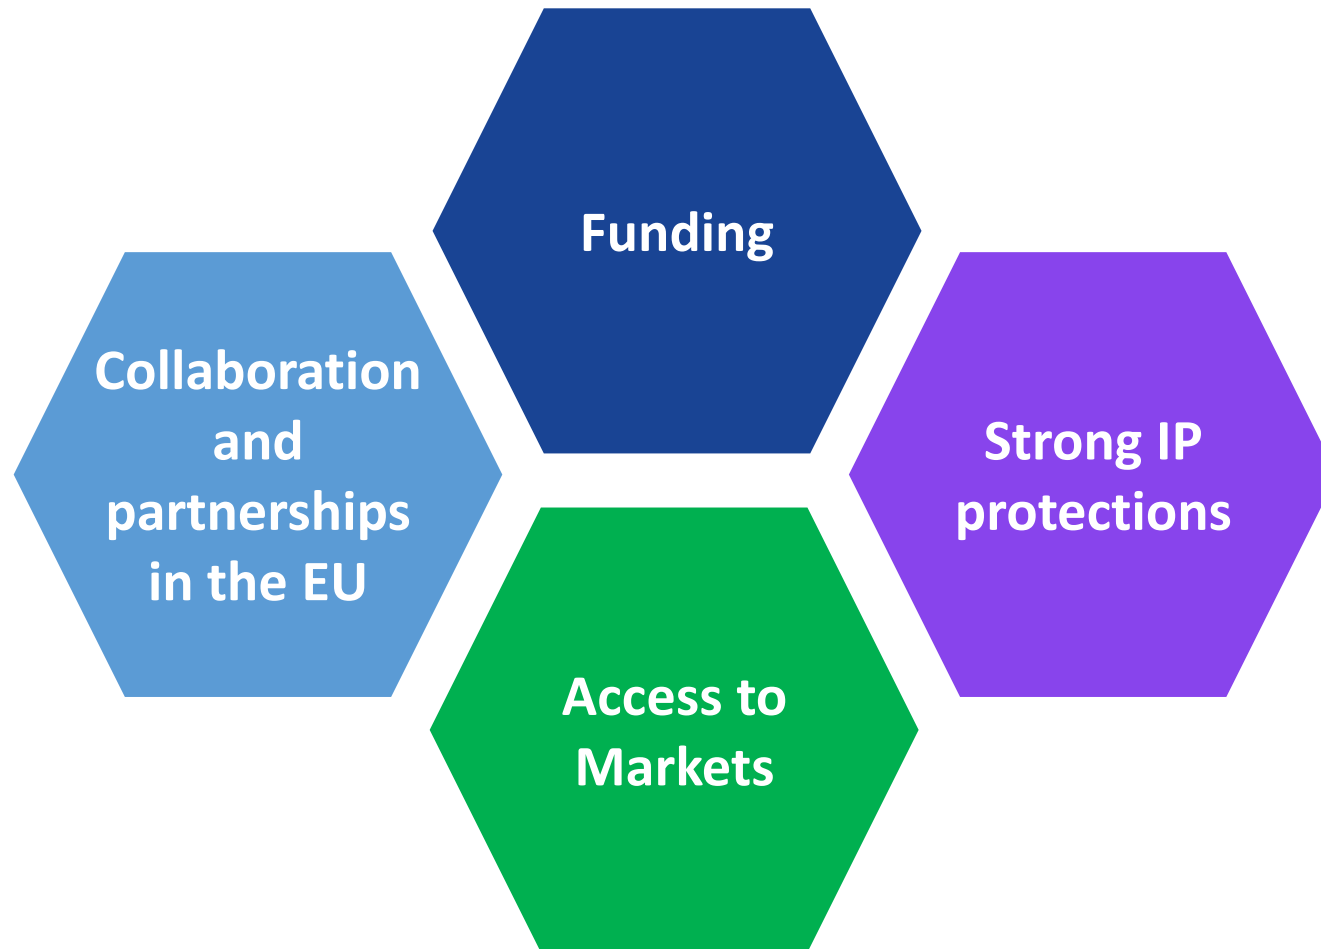 Funding
Collaboration
and
partnerships
in the EU
Strong IP
protections
Access to
Markets